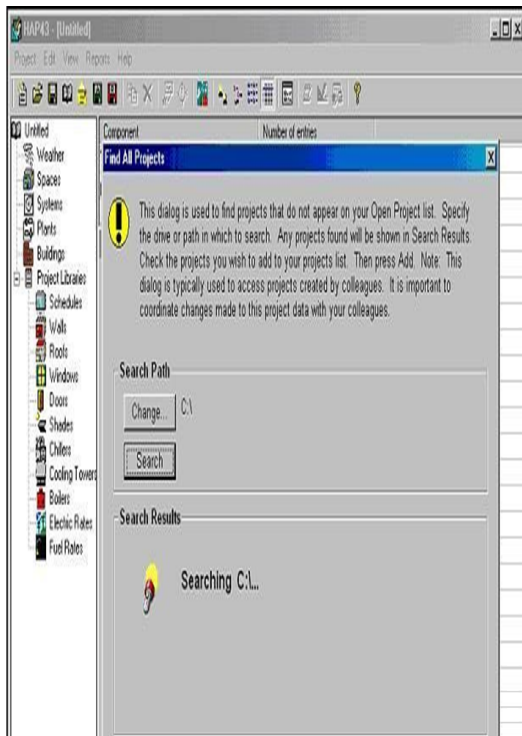 HAP43 - [Untitled]
Project Edit View Reports Help
Untitled
Weather
Spaces
Systems
Plants
Buildings
Project Libraries
Schedules
Walls
Roofs
Windows
Doors
Shades
Chillers
Cooling Towers
Boilers
Electric Rates
Fuel Rates
Component Number of entries
Find All Projects
This dialog is used to find projects that do not appear on your Open Project list. Specify
the drive or path in which to search. Any projects found will be shown in Search Results.
Check the projects you wish to add to your projects list. Then press Add. Note: This
dialog is typically used to access projects created by colleagues. It is important to
coordinate changes made to this project data with your colleagues.
Search Path
Change... C:\
Search
Search Results
Searching C:\...